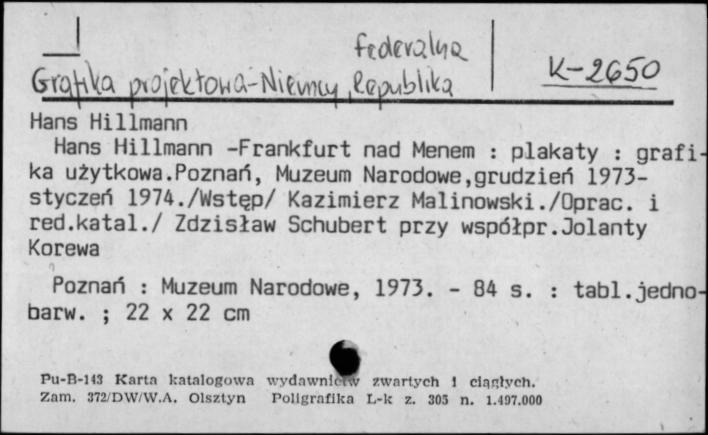 federalna
Grafika projektowa-Niemcy, Republika
K-2650
Hans Hillmann
Hans Hillmann -Frankfurt nad Menem : plakaty : grafi-
ka użytkowa.Poznań, Muzeum Narodowe,grudzień 1973-
styczeń 1974./Wstęp/ Kazimierz Malinowski./Oprac. i
red.katal./ Zdzisław Schubert przy współpr.Jolanty
Korewa
Poznań : Muzeum Narodowe, 1973. - 84 s. : tabl.jedno-
barw. ; 22 x 22 cm
Pu-B-143 Karta katalogowa wydawnictw zwartych i ciągłych.
Zam. 372/DW/W.A. Olsztyn Poligrafika L-k z. 305 n. 1.497.000